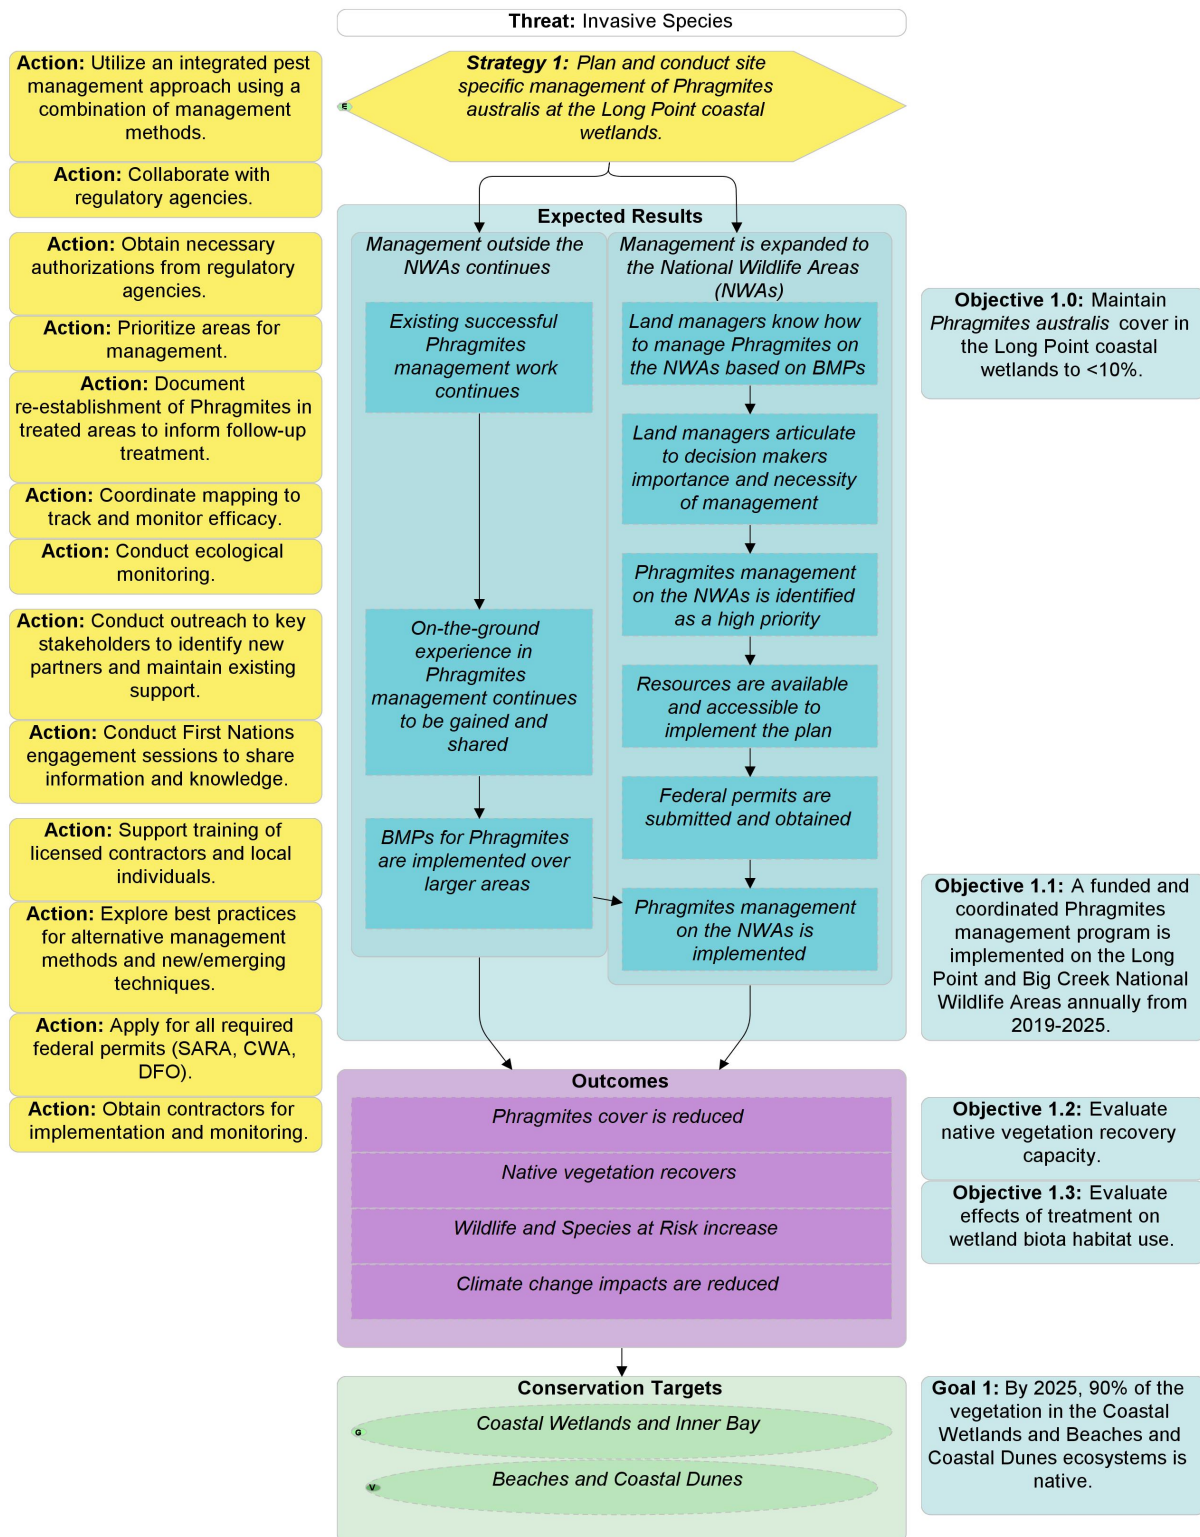 Threat: Invasive Species
Action: Utilize an integrated pest
management approach using a
combination of management
methods.
Action: Collaborate with
regulatory agencies.
Action: Obtain necessary
authorizations from regulatory
agencies.
Action: Prioritize areas for
management.
Action: Document
re-establishment of Phragmites in
treated areas to inform follow-up
treatment.
Action: Coordinate mapping to
track and monitor efficacy.
Action: Conduct ecological
monitoring.
Action: Conduct outreach to key
stakeholders to identify new
partners and maintain existing
support.
Action: Conduct First Nations
engagement sessions to share
information and knowledge.
Action: Support training of
licensed contractors and local
individuals.
Action: Explore best practices
for alternative management
methods and new/emerging
techniques.
Action: Apply for all required
federal permits (SARA, CWA,
DFO).
Action: Obtain contractors for
implementation and monitoring.
E
Strategy 1: Plan and conduct site
specific management of Phragmites
australis at the Long Point coastal
wetlands.
Expected Results
Management outside the
NWAs continues
Existing successful
Phragmites
management work
continues
On-the-ground
experience in
Phragmites
management continues
to be gained and
shared
BMPs for Phragmites
are implemented over
larger areas
Management is expanded to
the National Wildlife Areas
(NWAs)
Land managers know how
to manage Phragmites on
the NWAs based on BMPs
Land managers articulate
to decision makers
importance and necessity
of management
Phragmites management
on the NWAs is identified
as a high priority
Resources are available
and accessible to
implement the plan
Federal permits are
submitted and obtained
Phragmites management
on the NWAs is
implemented
Outcomes
Phragmites cover is reduced
Native vegetation recovers
Wildlife and Species at Risk increase
Climate change impacts are reduced
Conservation Targets
Coastal Wetlands and Inner Bay
G
Beaches and Coastal Dunes
V
Objective 1.0: Maintain
Phragmites australis cover in
the Long Point coastal
wetlands to <10%.
Objective 1.1: A funded and
coordinated Phragmites
management program is
implemented on the Long
Point and Big Creek National
Wildlife Areas annually from
2019-2025.
Objective 1.2: Evaluate
native vegetation recovery
capacity.
Objective 1.3: Evaluate
effects of treatment on
wetland biota habitat use.
Goal 1: By 2025, 90% of the
vegetation in the Coastal
Wetlands and Beaches and
Coastal Dunes ecosystems is
native.